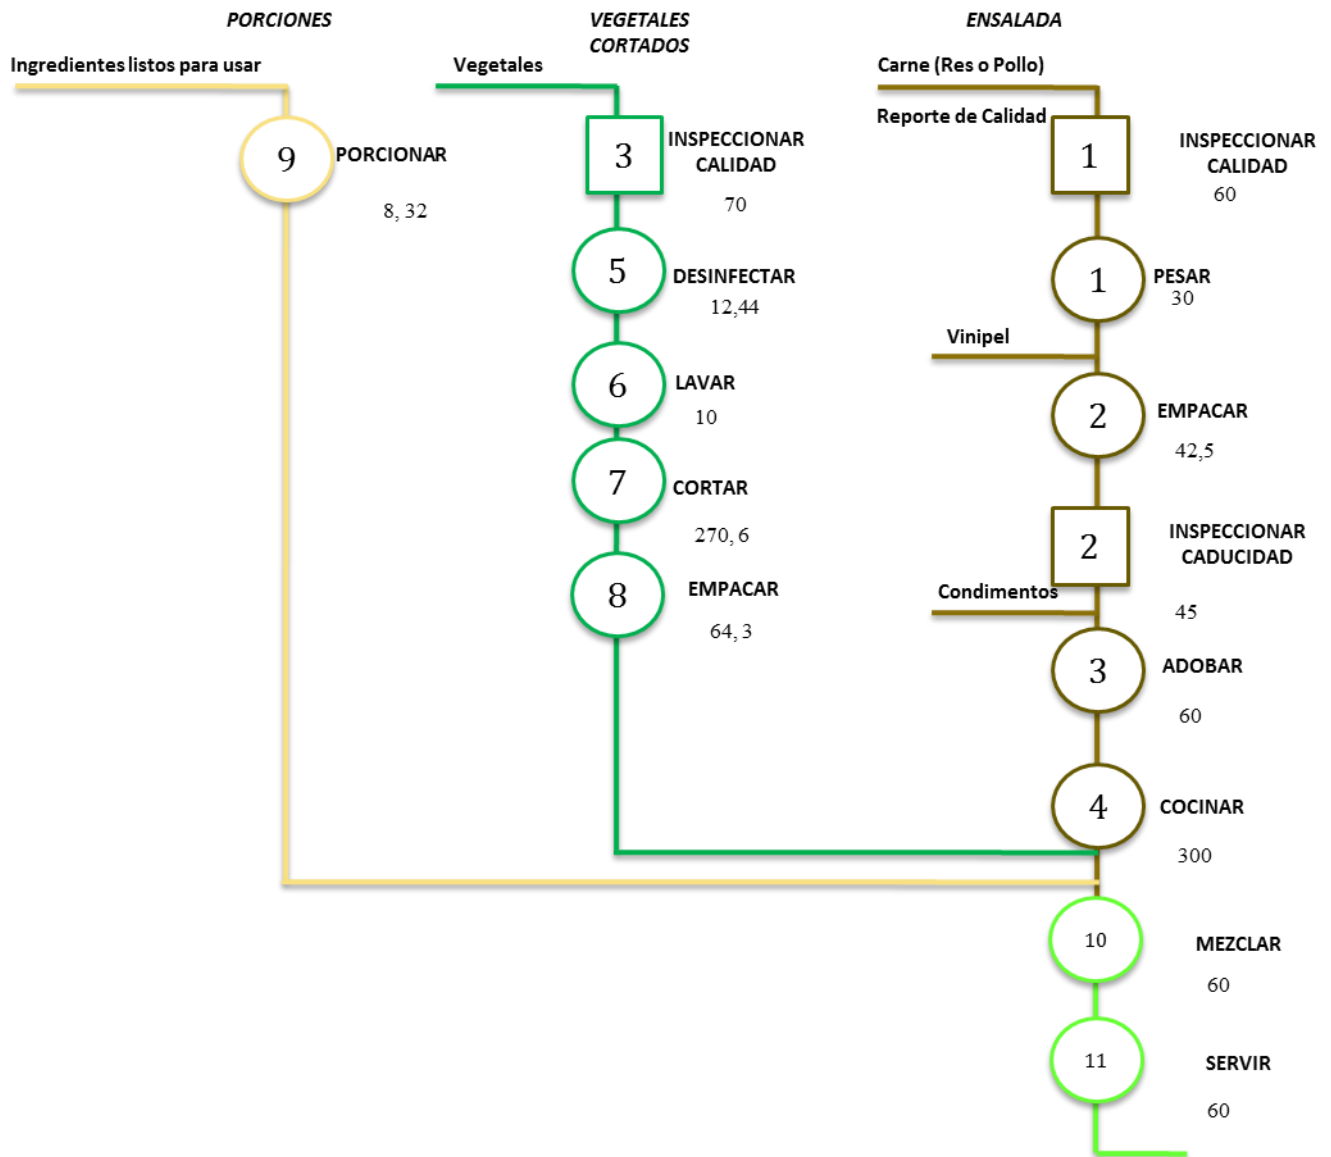 PORCIONES
VEGETALES
CORTADOS
ENSALADA
Ingredientes listos para usar
Vegetales
Carne (Res o Pollo)
Reporte de Calidad
9
PORCIONAR
8, 32
3
INSPECCIONAR
CALIDAD
70
5
DESINFECTAR
12,44
6
LAVAR
10
7
CORTAR
270, 6
8
EMPACAR
64, 3
1
INSPECCIONAR
CALIDAD
60
1
PESAR
30
Vinipel
2
EMPACAR
42,5
2
INSPECCIONAR
CADUCIDAD
45
Condimentos
3
ADOBAR
60
4
COCINAR
300
10
MEZCLAR
60
11
SERVIR
60